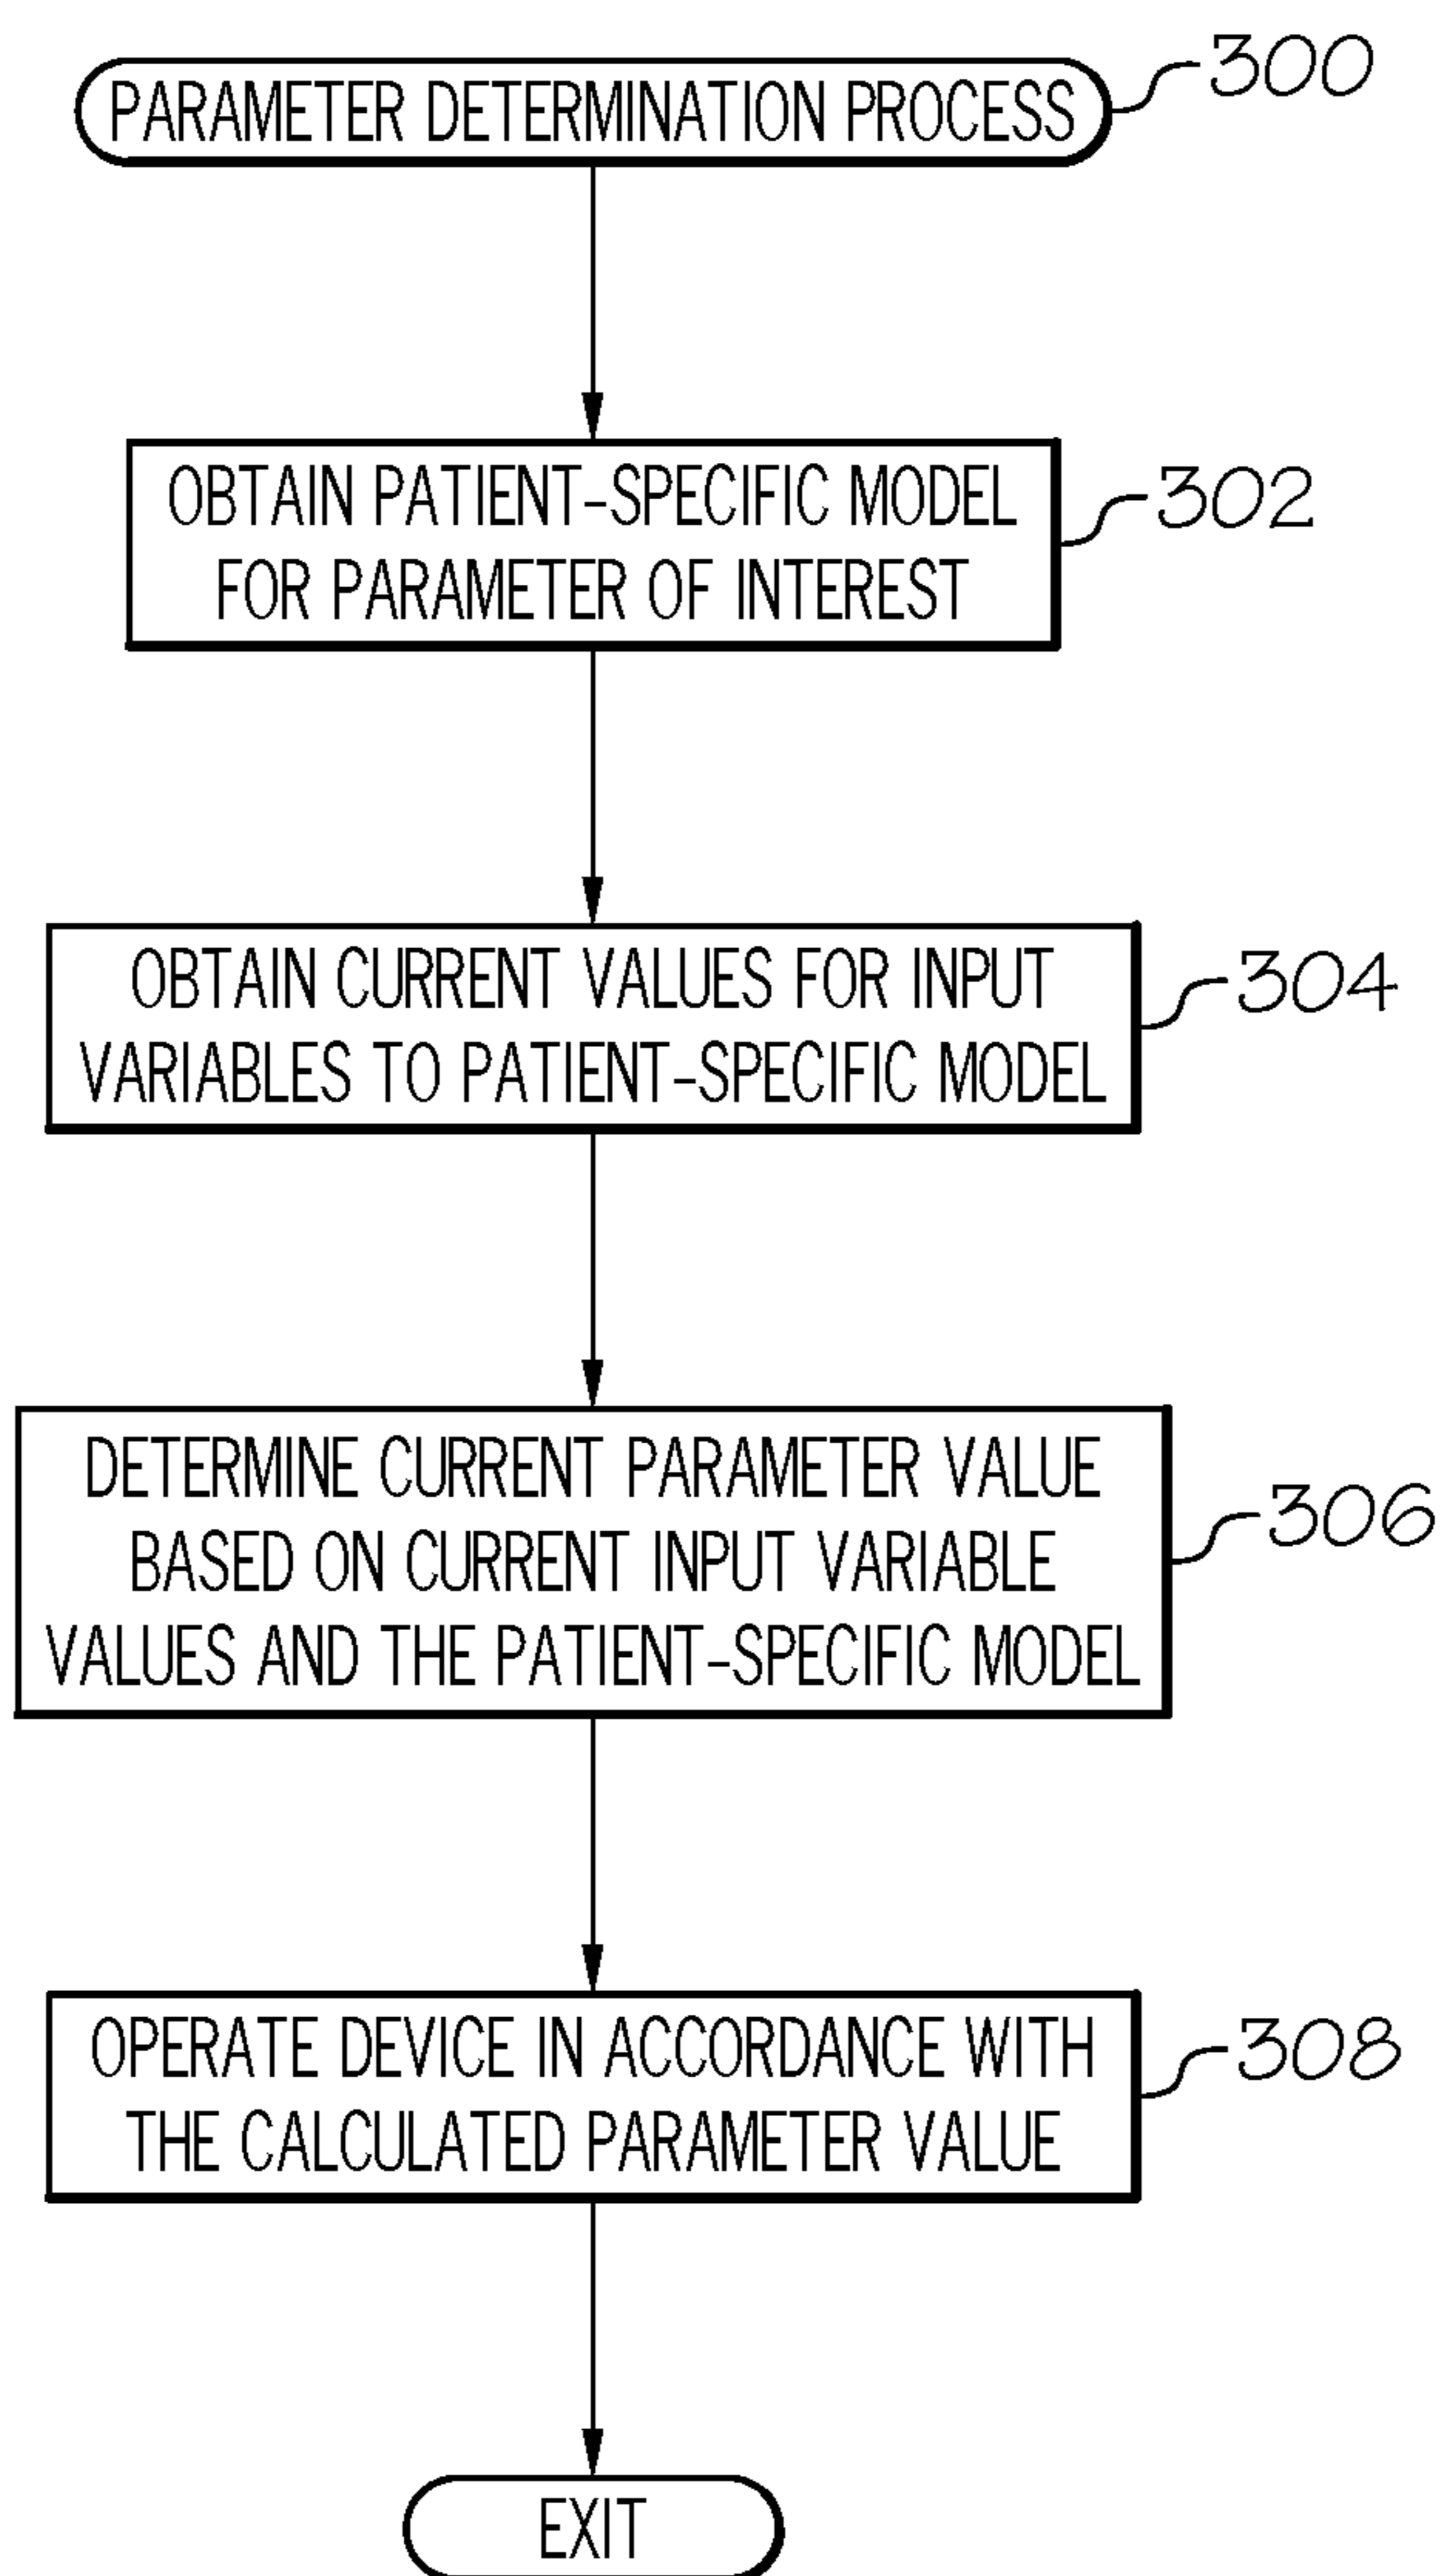 PARAMETER DETERMINATION PROCESS
300
OBTAIN PATIENT-SPECIFIC MODEL
FOR PARAMETER OF INTEREST
302
OBTAIN CURRENT VALUES FOR INPUT
VARIABLES TO PATIENT-SPECIFIC MODEL
304
DETERMINE CURRENT PARAMETER VALUE
BASED ON CURRENT INPUT VARIABLE
VALUES AND THE PATIENT-SPECIFIC MODEL
306
OPERATE DEVICE IN ACCORDANCE WITH
THE CALCULATED PARAMETER VALUE
308
EXIT